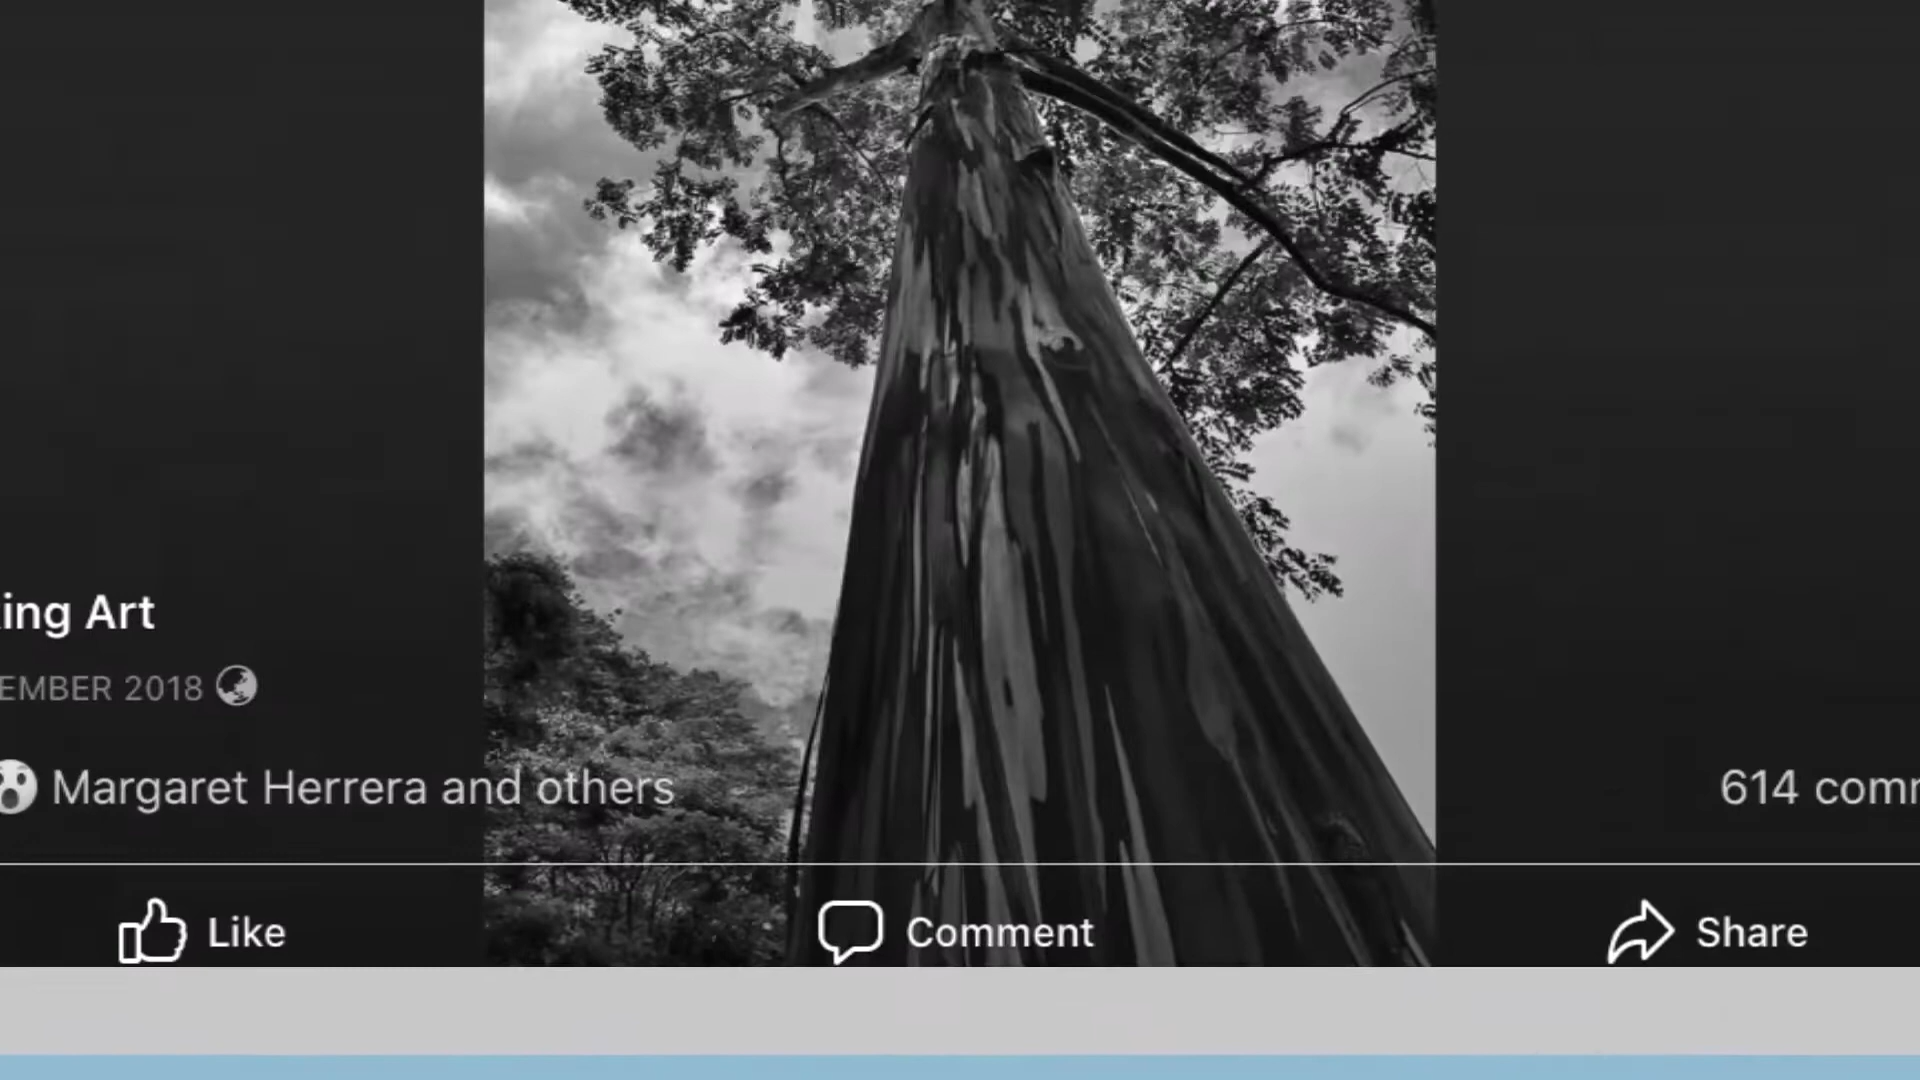 ing Art
EMBER 2018
Margaret Herrera and others
614 comm
Like
Comment
Share